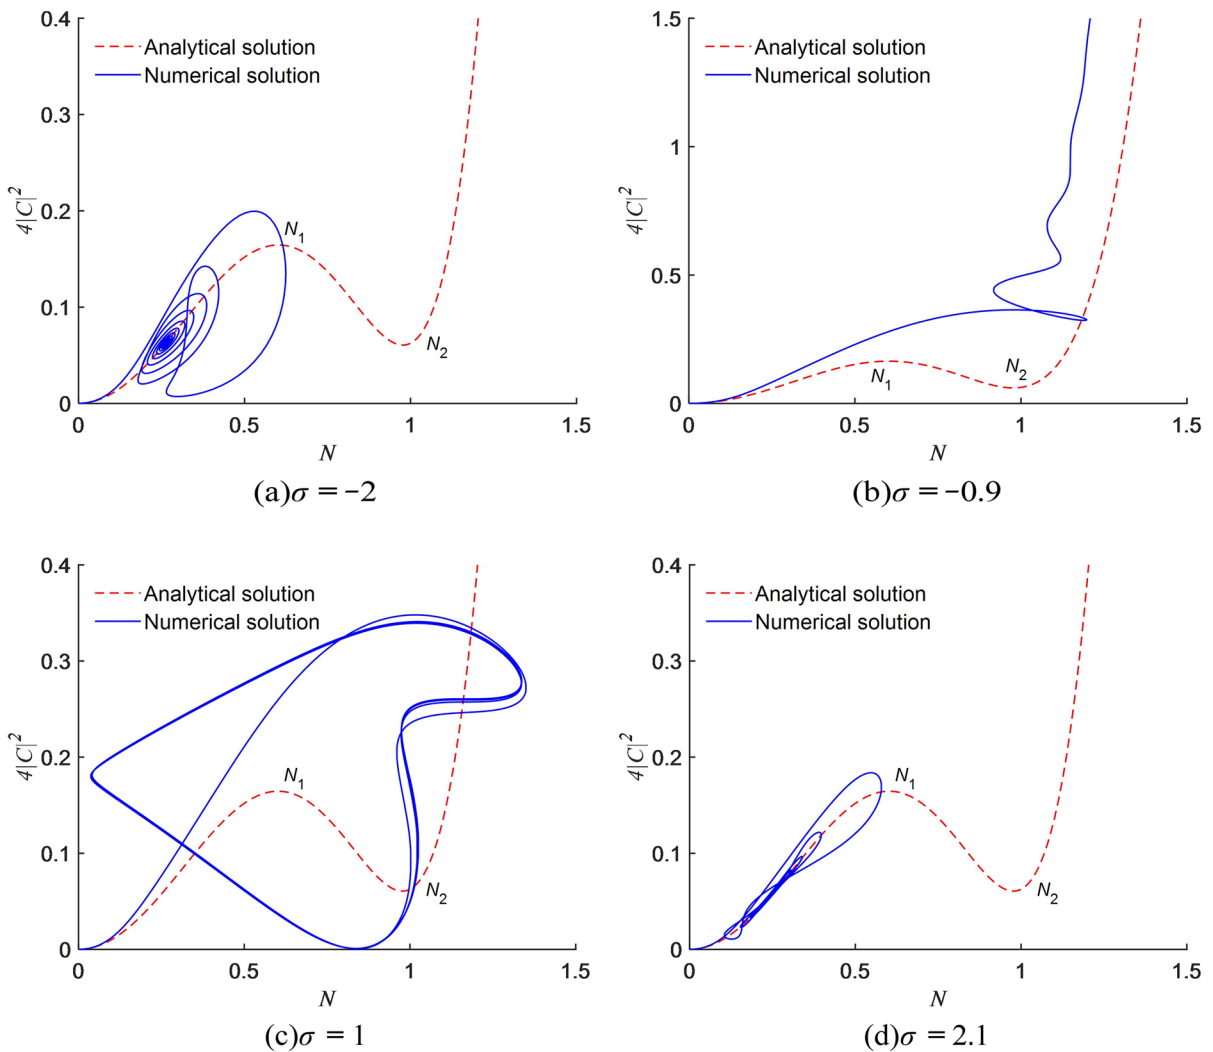 0.4
Analytical solution
Numerical solution
0.3
4|C|²
0.2
N₁
0.1
N₂
0
0 0.5 1 1.5
N
(a)σ = −2
1.5
Analytical solution
Numerical solution
1
4|C|²
0.5
N₁
N₂
0
0 0.5 1 1.5
N
(b)σ = −0.9
0.4
Analytical solution
Numerical solution
0.3
4|C|²
0.2
N₁
0.1
N₂
0
0 0.5 1 1.5
N
(c)σ = 1
0.4
Analytical solution
Numerical solution
0.3
4|C|²
0.2
N₁
0.1
N₂
0
0 0.5 1 1.5
N
(d)σ = 2.1